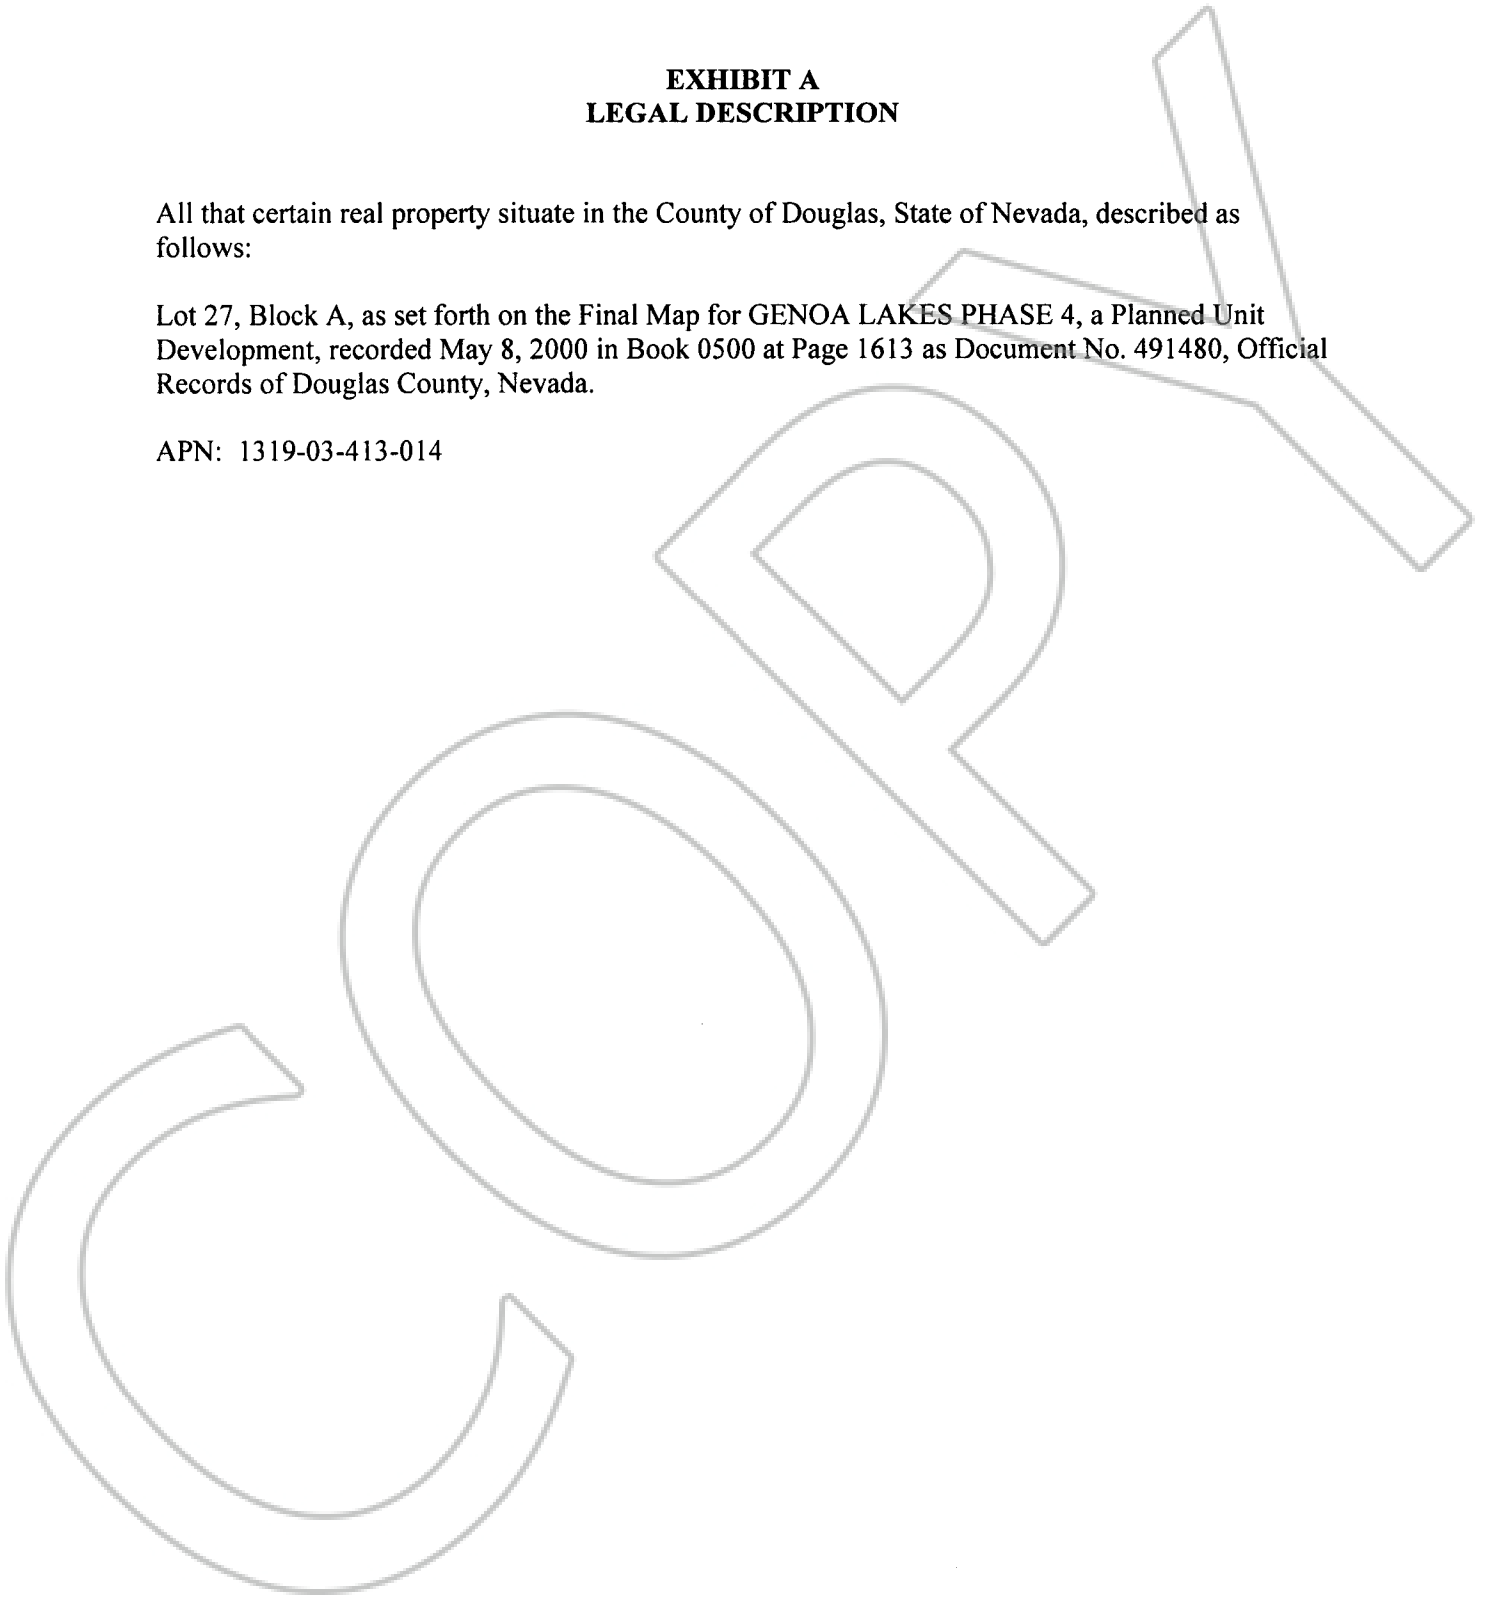 EXHIBIT A
LEGAL DESCRIPTION
All that certain real property situate in the County of Douglas, State of Nevada, described as
follows:
Lot 27, Block A, as set forth on the Final Map for GENOA LAKES PHASE 4, a Planned Unit
Development, recorded May 8, 2000 in Book 0500 at Page 1613 as Document No. 491480, Official
Records of Douglas County, Nevada.
APN: 1319-03-413-014
COPY